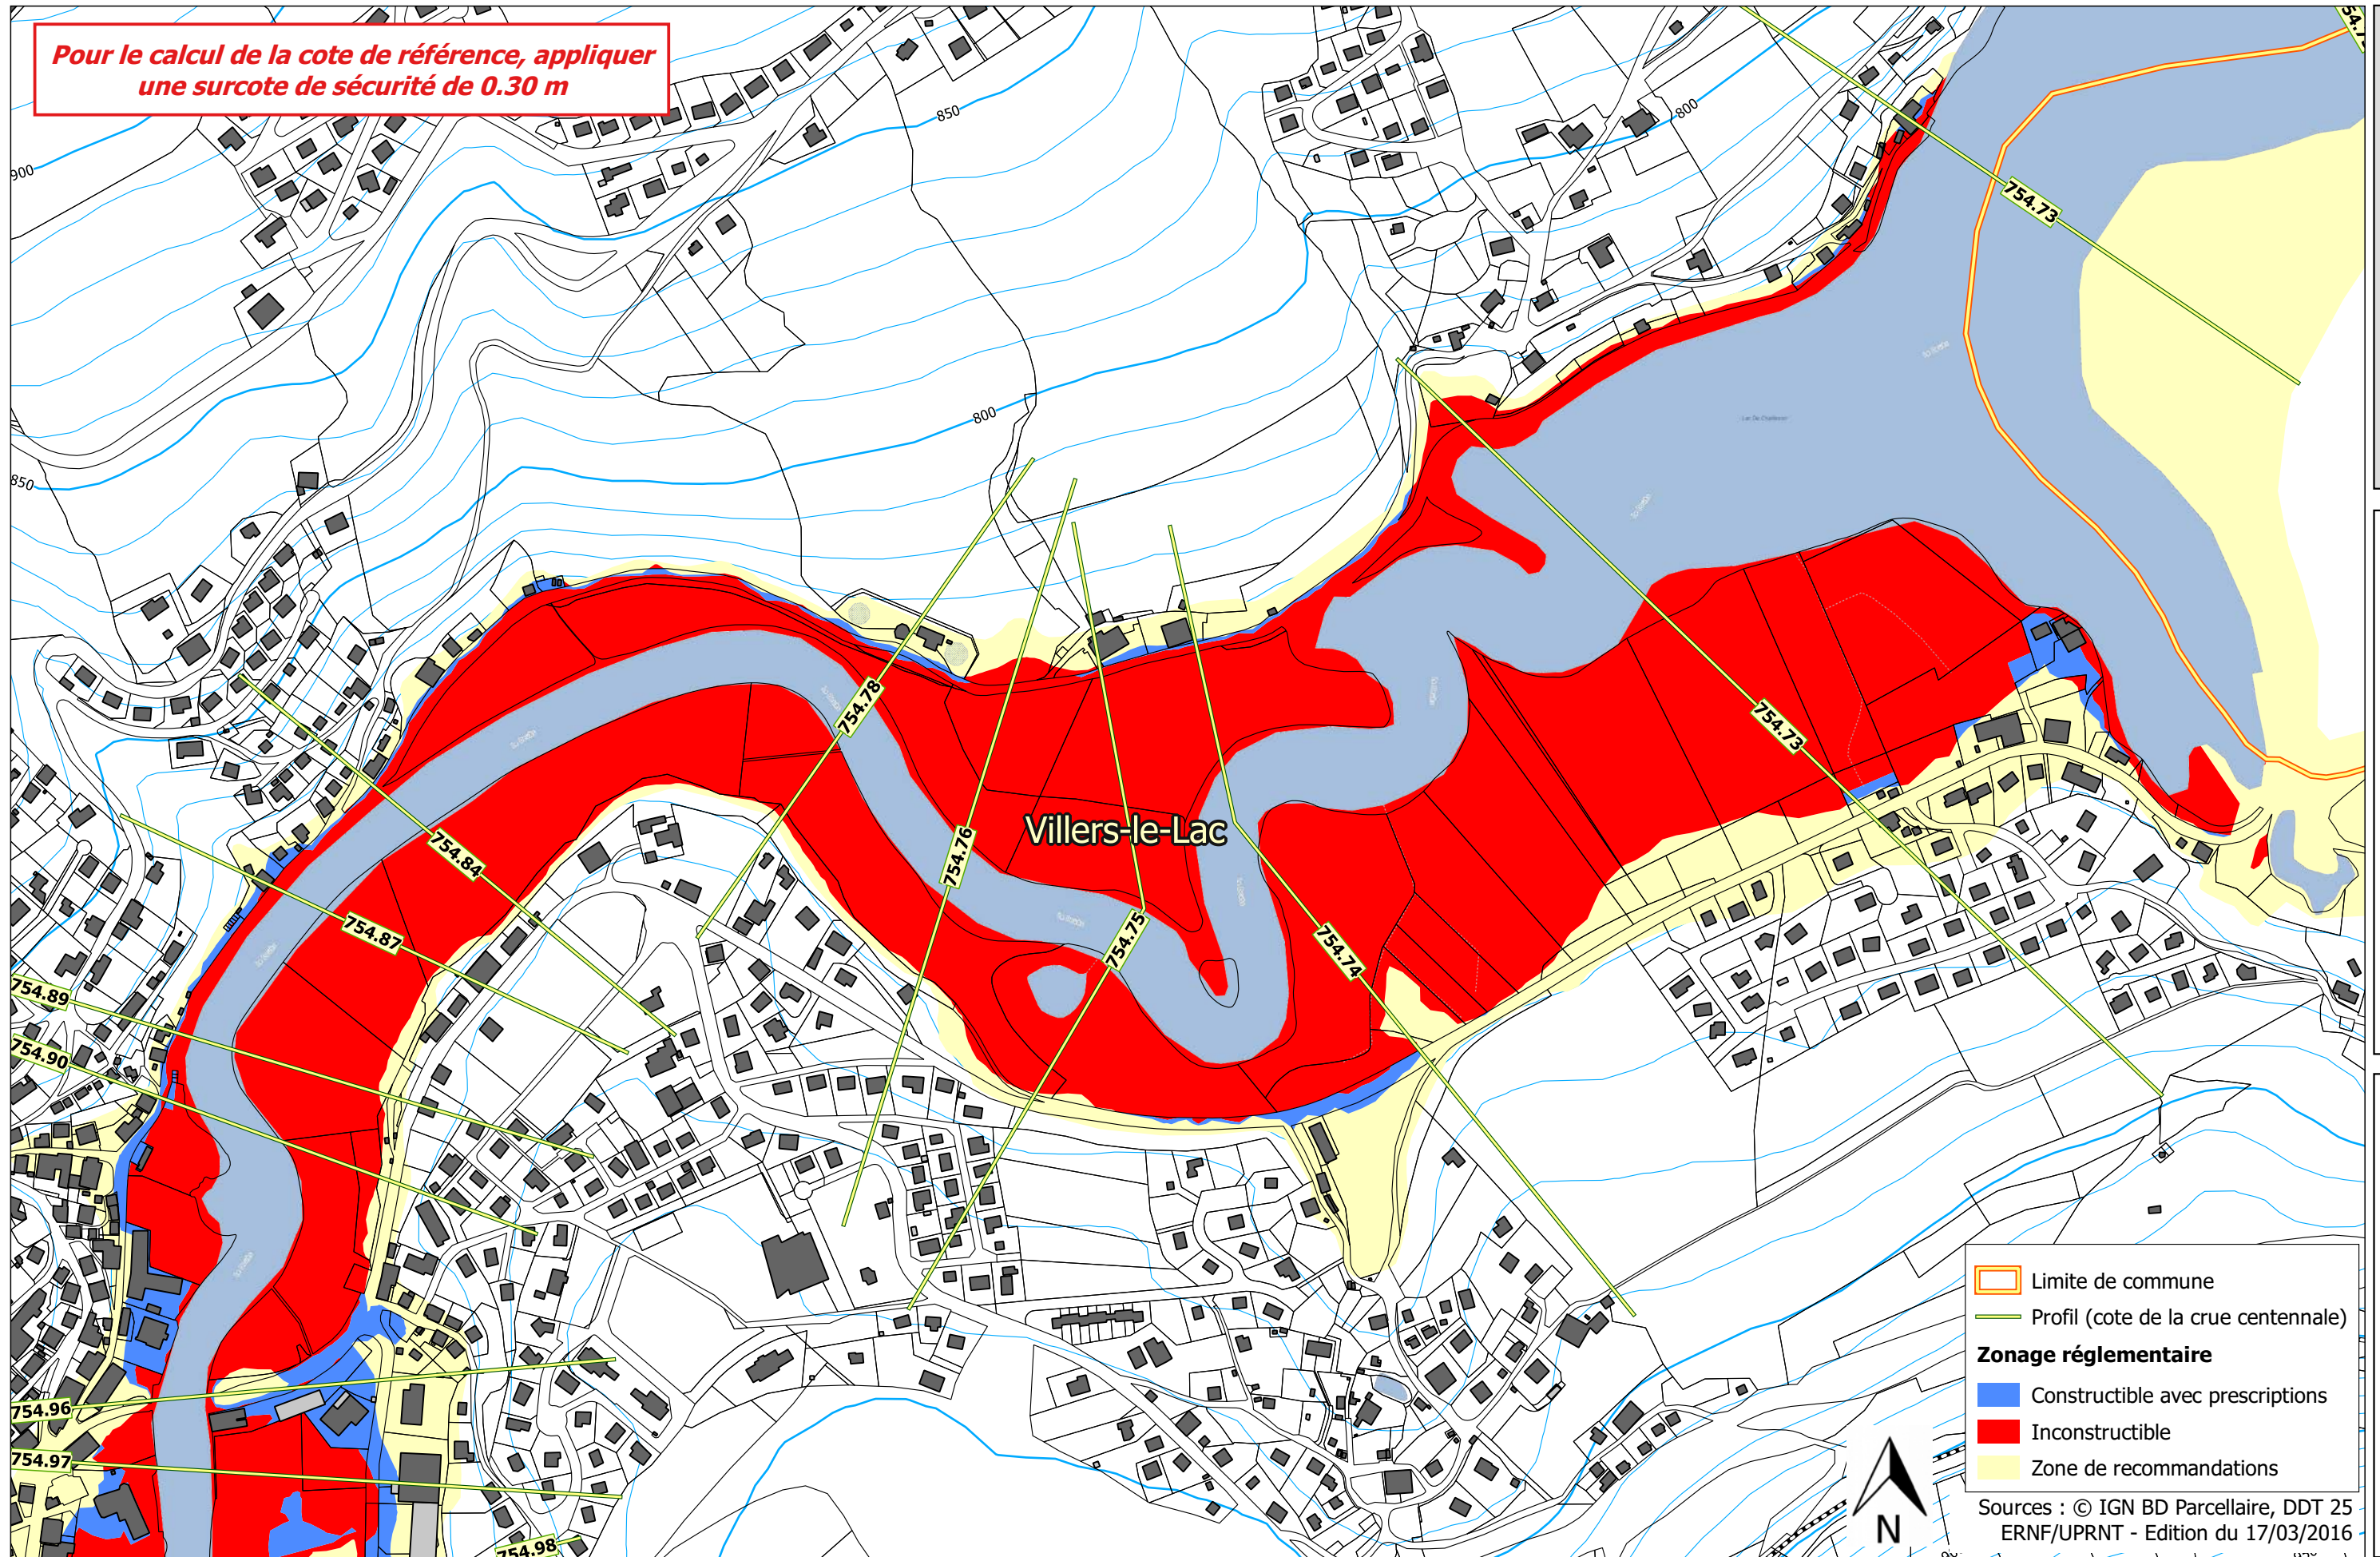 Pour le calcul de la cote de référence, appliquer
une surcote de sécurité de 0.30 m
850
800
900
754.73
800
850
754.78
754.73
754.84
754.76
Villers-le-Lac
754.87
754.75
754.74
754.89
754.90
754.96
754.97
754.98
Limite de commune
Profil (cote de la crue centennale)
Zonage réglementaire
Constructible avec prescriptions
Inconstructible
Zone de recommandations
N
Sources : © IGN BD Parcellaire, DDT 25
ERNF/UPRNT - Edition du 17/03/2016